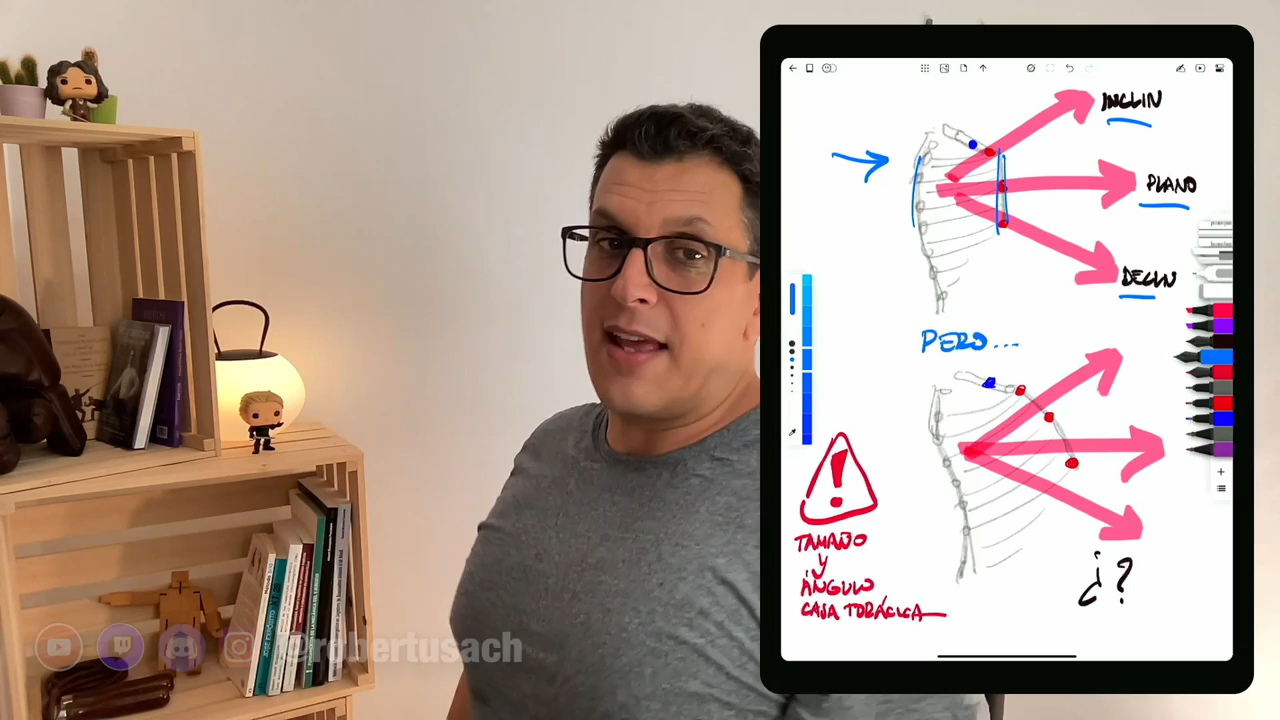 INCLIN
PLANO
DECLIN
PERO...
¿?
!
TAMAÑO
Y
ÁNGULO
CAJA TORÁCICA
@robertusach